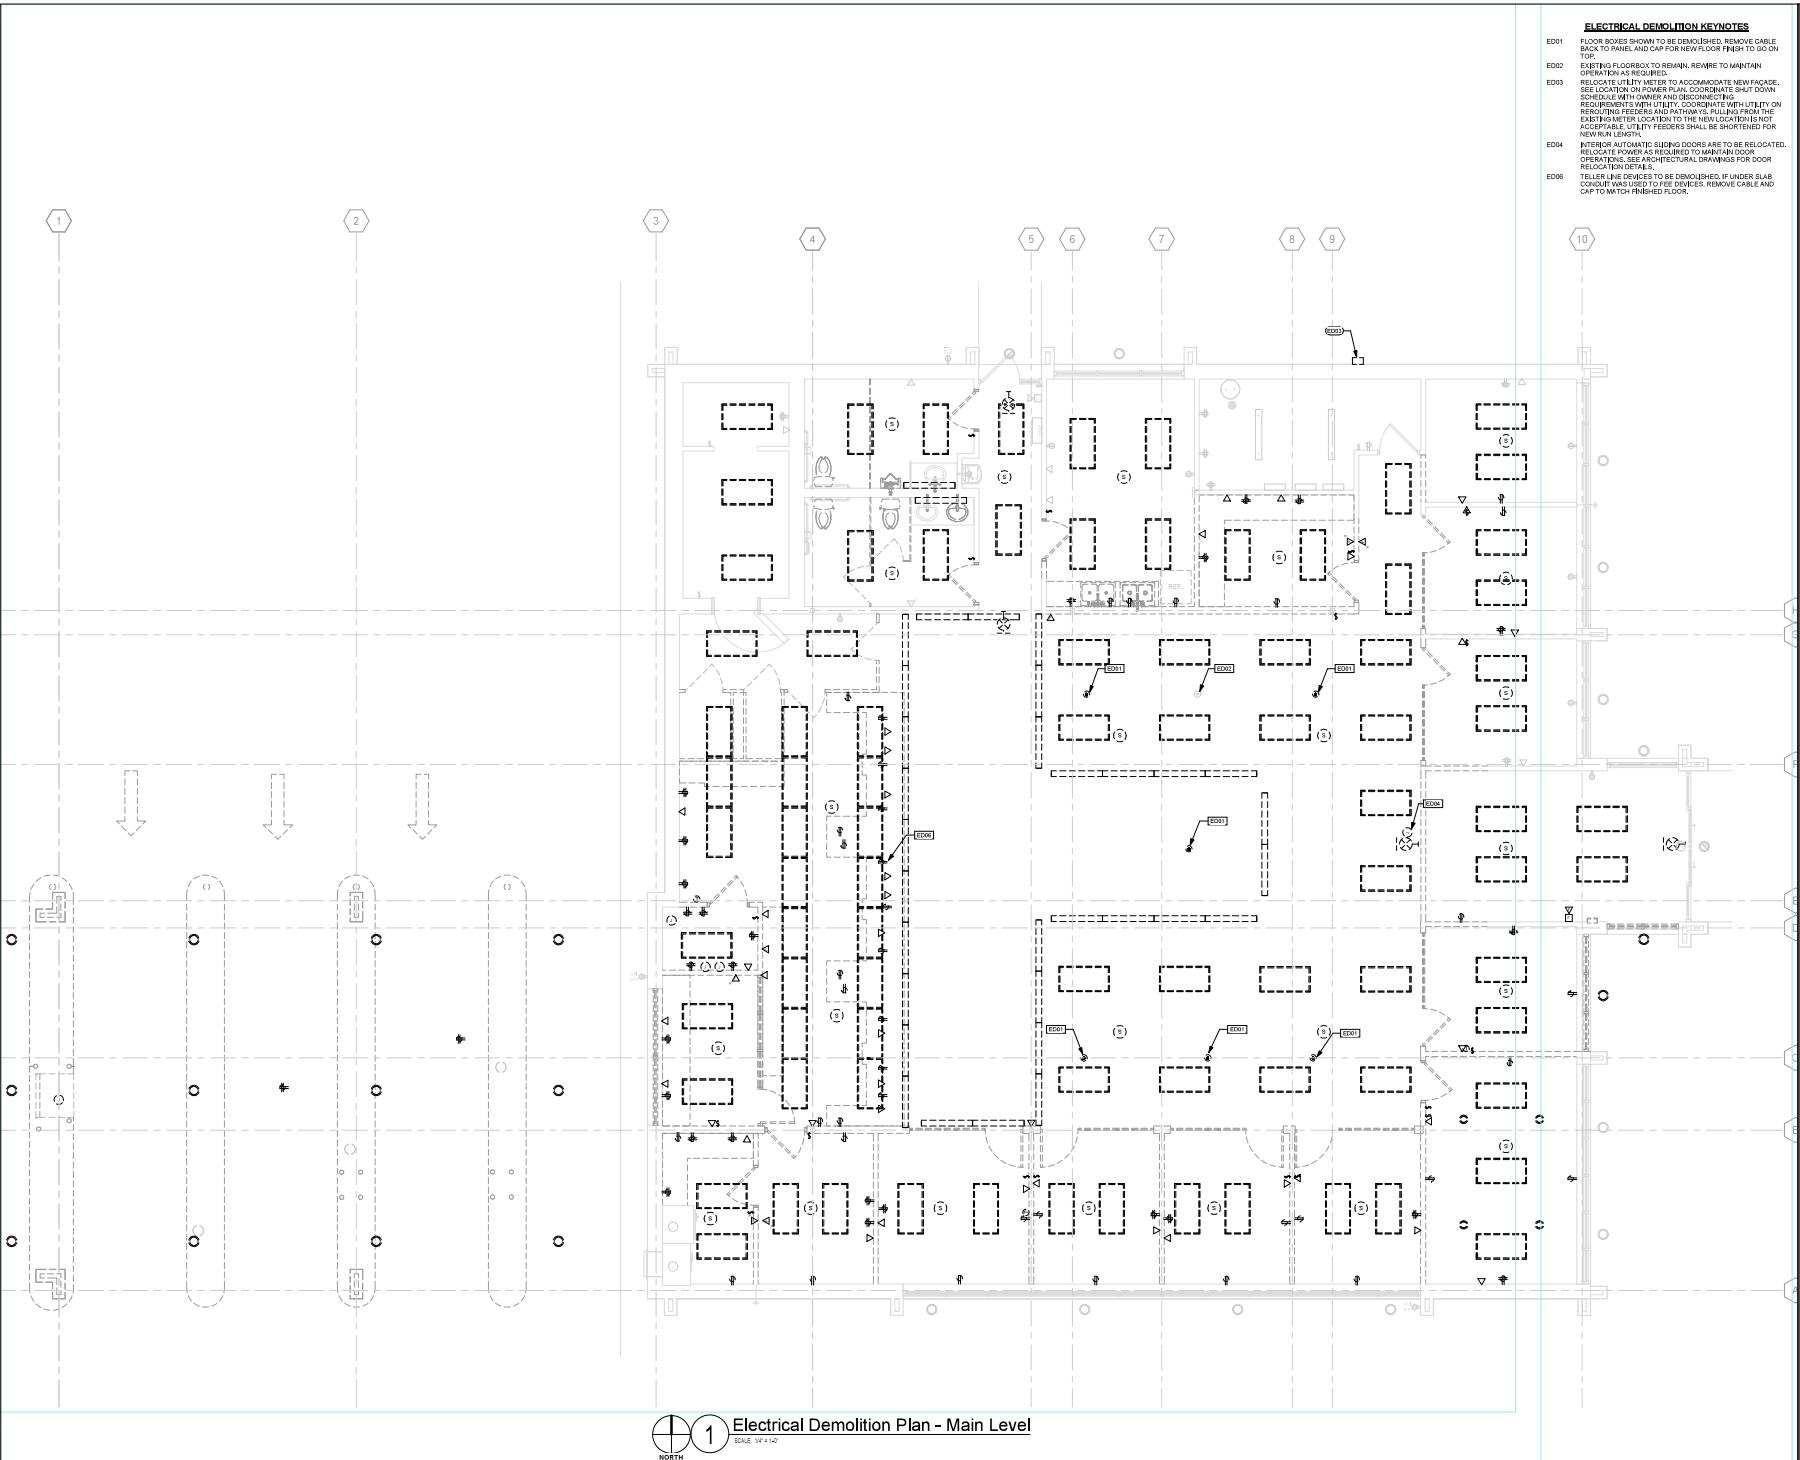 ELECTRICAL DEMOLITION KEYNOTES
ED01 FLOOR BOXES SHOWN TO BE DEMOLISHED. REMOVE CABLE
BACK TO PANEL AND CAP FOR NEW FLOOR FINISH TO GO ON
TOP.
ED02 EXISTING FLOORBOX TO REMAIN. REWIRE TO MAINTAIN
OPERATION AS REQUIRED.
ED03 RELOCATE UTILITY METER TO ACCOMMODATE NEW FAÇADE.
SEE LOCATION ON POWER PLAN. COORDINATE SHUT DOWN
SCHEDULE WITH OWNER AND DISCONNECTING
REQUIREMENTS WITH UTILITY. COORDINATE WITH UTILITY ON
REROUTING FEEDERS AND PATHWAYS. PULLING FROM THE
EXISTING METER LOCATION TO THE NEW LOCATION IS NOT
ACCEPTABLE, UTILITY FEEDERS SHALL BE SHORTENED FOR
NEW RUN LENGTH.
ED04 INTERIOR AUTOMATIC SLIDING DOORS ARE TO BE RELOCATED.
RELOCATE POWER AS REQUIRED TO MAINTAIN DOOR
OPERATIONS. SEE ARCHITECTURAL DRAWINGS FOR DOOR
RELOCATION DETAILS.
ED06 TELLER LINE DEVICES TO BE DEMOLISHED. IF UNDER SLAB
CONDUIT WAS USED TO FEE DEVICES. REMOVE CABLE AND
CAP TO MATCH FINISHED FLOOR.
1 2 3 4 5 6 7 8 9 10
ED03
REF.
H
G
ED01 ED02 ED01
F
ED04
ED01
ED06
E
D
ED01 ED01 ED01
C
B
A
1 Electrical Demolition Plan - Main Level
SCALE: 1/4" = 1'-0"
NORTH